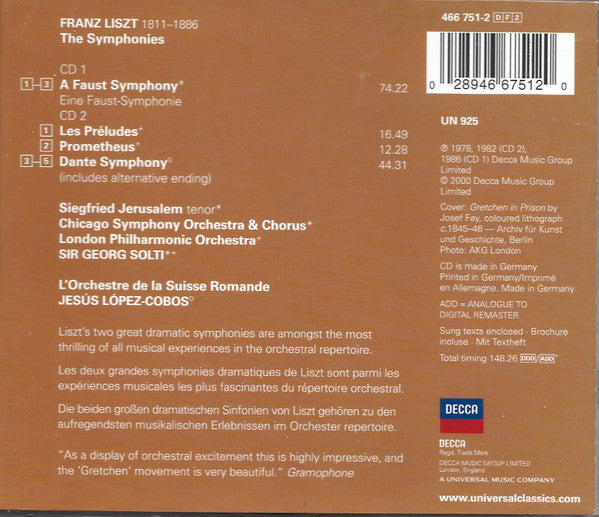 FRANZ LISZT 1811–1886
The Symphonies
CD 1
1–3 A Faust Symphony* 74.22
Eine Faust-Symphonie
CD 2
1 Les Préludes+ 16.49
2 Prometheus+ 12.28
3–5 Dante Symphony◊ 44.31
(includes alternative ending)
Siegfried Jerusalem tenor*
Chicago Symphony Orchestra & Chorus*
London Philharmonic Orchestra+
SIR GEORG SOLTI*+
L'Orchestre de la Suisse Romande
JESÚS LÓPEZ-COBOS◊
Liszt's two great dramatic symphonies are amongst the most
thrilling of all musical experiences in the orchestral repertoire.
Les deux grandes symphonies dramatiques de Liszt sont parmi les
expériences musicales les plus fascinantes du répertoire orchestral.
Die beiden großen dramatischen Sinfonien von Liszt gehören zu den
aufregendsten musikalischen Erlebnissen im Orchester repertoire.
"As a display of orchestral excitement this is highly impressive, and
the 'Gretchen' movement is very beautiful." Gramophone
466 751-2 DF2
0 28946 67512 0
UN 925
℗ 1978, 1982 (CD 2),
1986 (CD 1) Decca Music Group
Limited
© 2000 Decca Music Group
Limited
Cover: Gretchen in Prison by
Josef Fay, coloured lithograph
c.1845–46 — Archiv für Kunst
und Geschichte, Berlin
Photo: AKG London
CD is made in Germany
Printed in Germany/Imprimé
en Allemagne. Made in Germany
ADD = ANALOGUE TO
DIGITAL REMASTER
Sung texts enclosed · Brochure
incluse · Mit Textheft
Total timing 148.26 DDD/ADD+
DECCA
DECCA
Regd. Trade Mark
DECCA MUSIC GROUP LIMITED
London, England
A UNIVERSAL MUSIC COMPANY
www.universalclassics.com